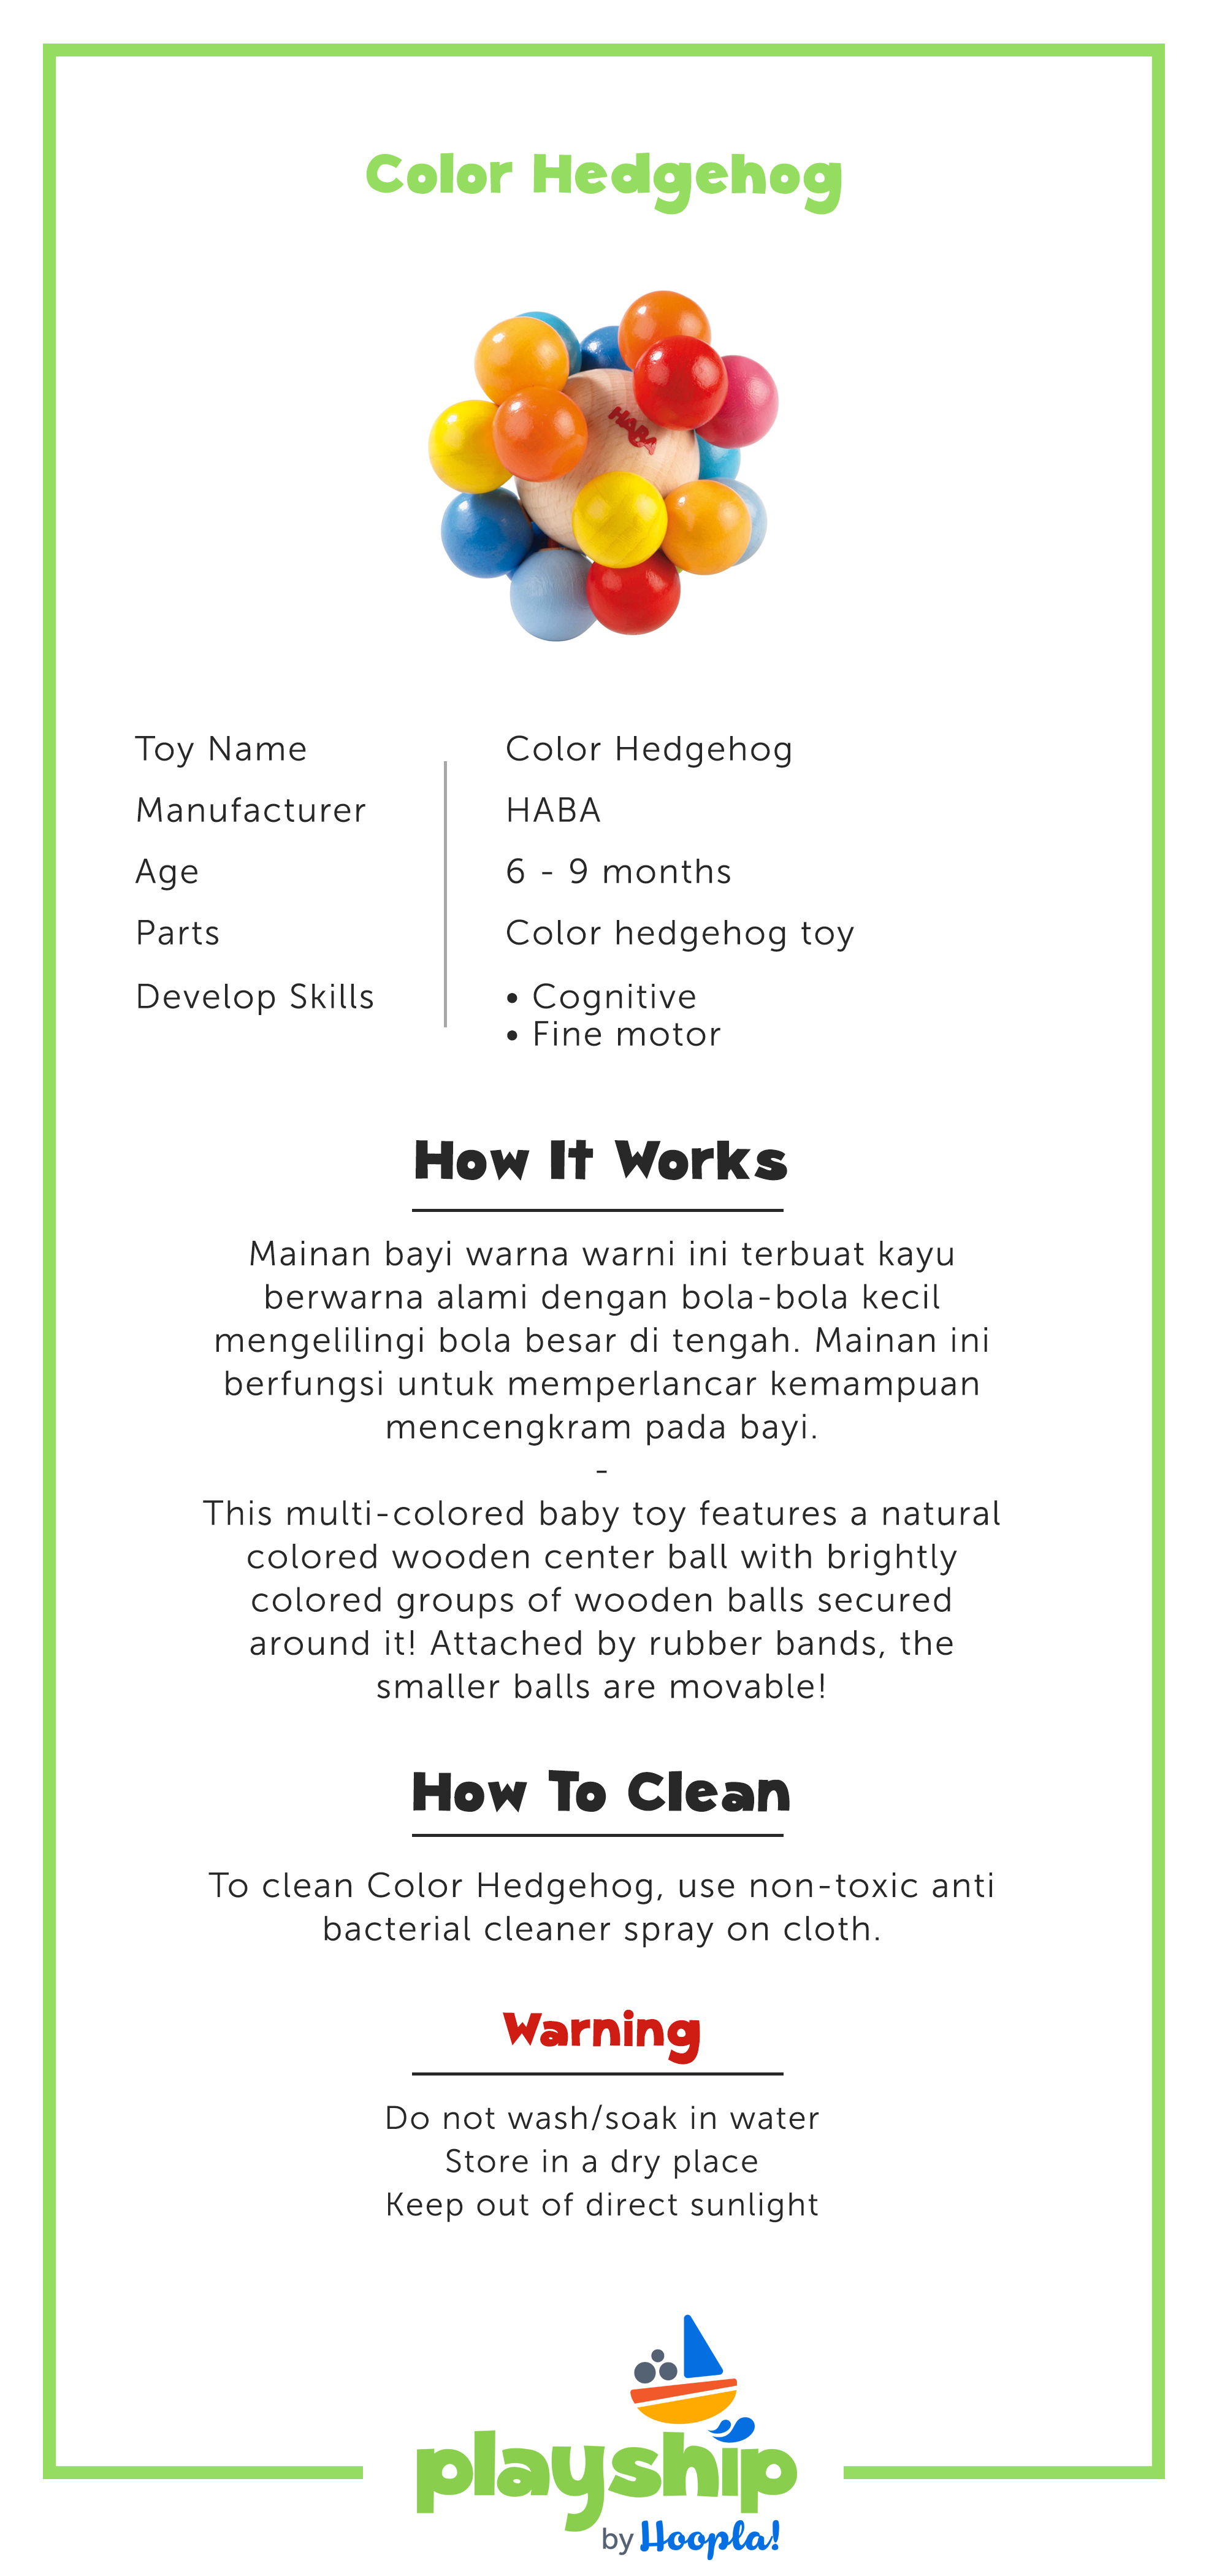 Color Hedgehog
HABA
Toy Name
Color Hedgehog
Manufacturer
HABA
Age
6 - 9 months
Parts
Color hedgehog toy
Develop Skills
• Cognitive
• Fine motor
How It Works
Mainan bayi warna warni ini terbuat kayu
berwarna alami dengan bola-bola kecil
mengelilingi bola besar di tengah. Mainan ini
berfungsi untuk memperlancar kemampuan
mencengkram pada bayi.
-
This multi-colored baby toy features a natural
colored wooden center ball with brightly
colored groups of wooden balls secured
around it! Attached by rubber bands, the
smaller balls are movable!
How To Clean
To clean Color Hedgehog, use non-toxic anti
bacterial cleaner spray on cloth.
Warning
Do not wash/soak in water
Store in a dry place
Keep out of direct sunlight
playship
by Hoopla!